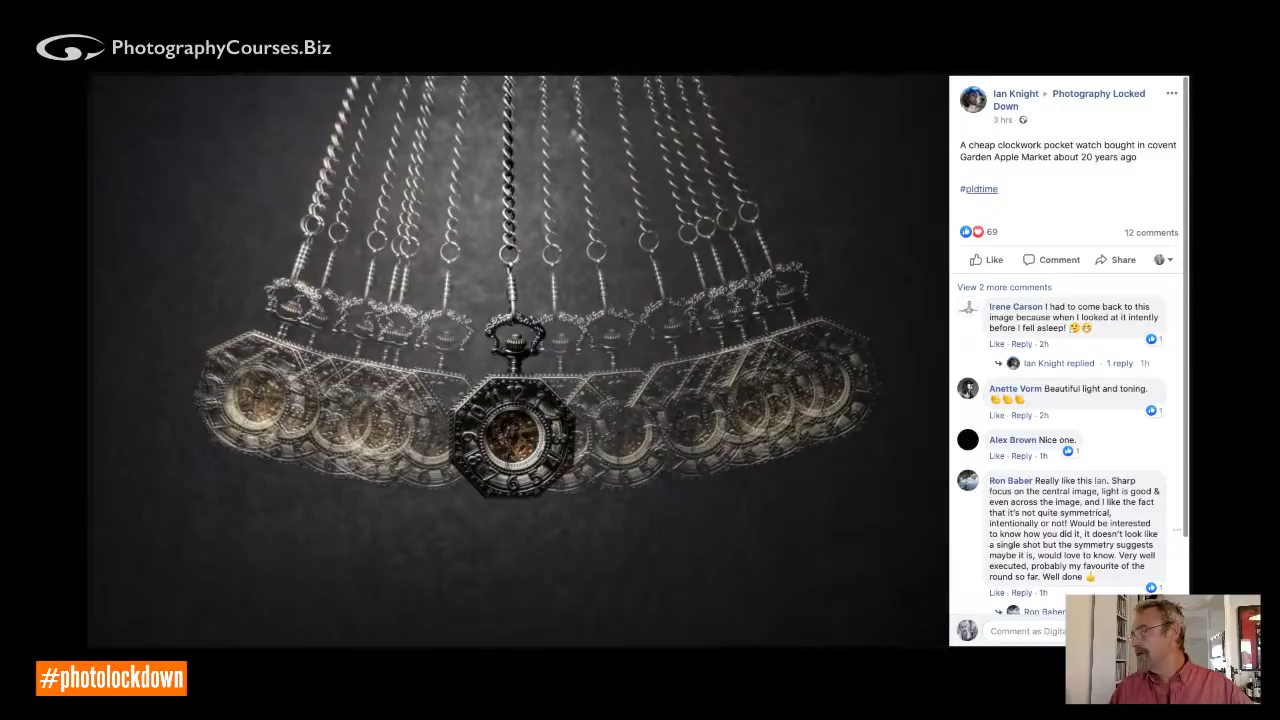 PhotographyCourses.Biz
Ian Knight ▸ Photography Locked
Down
3 hrs ·
A cheap clockwork pocket watch bought in covent
Garden Apple Market about 20 years ago
#pldtime
69
12 comments
Like Comment Share
View 2 more comments
Irene Carson I had to come back to this
image because when I looked at it intently
before I fell asleep! 🤔😁
1
Like · Reply · 2h
Ian Knight replied · 1 reply 1h
Anette Vorm Beautiful light and toning.
👏👏👏
1
Like · Reply · 2h
Alex Brown Nice one.
1
Like · Reply · 1h
Ron Baber Really like this Ian. Sharp
focus on the central image, light is good &
even across the image, and I like the fact
that it's not quite symmetrical,
intentionally or not! Would be interested
to know how you did it, it doesn't look like
a single shot but the symmetry suggests
maybe it is, would love to know. Very well
executed, probably my favourite of the
round so far. Well done 👍
1
Like · Reply · 1h
Ron Baber
Comment as Digita
#photolockdown